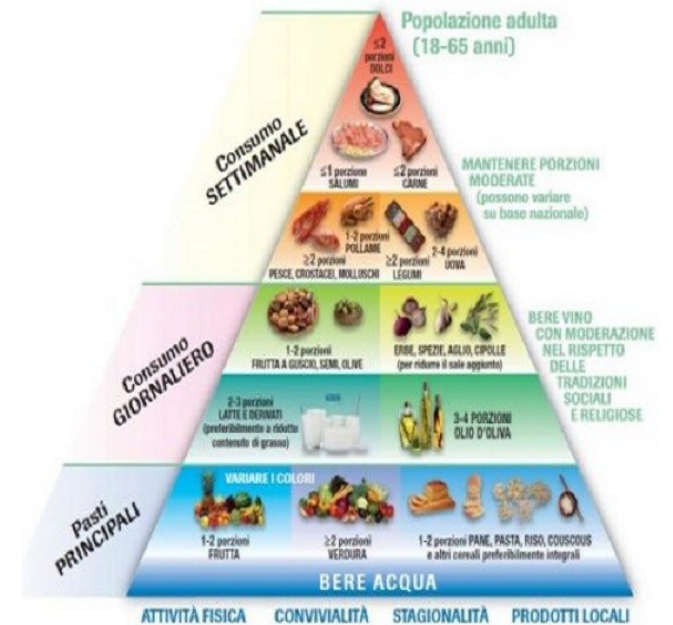 Popolazione adulta
(18-65 anni)
≤2
porzioni
DOLCI
Consumo
SETTIMANALE
≤1 porzione
SALUMI
≤2 porzioni
CARNE
MANTENERE PORZIONI
MODERATE
(possono variare
su base nazionale)
1-2 porzioni
POLLAME
≥2 porzioni
PESCE, CROSTACEI, MOLLUSCHI
≥2 porzioni
LEGUMI
2-4 porzioni
UOVA
Consumo
GIORNALIERO
1-2 porzioni
FRUTTA A GUSCIO, SEMI, OLIVE
ERBE, SPEZIE, AGLIO, CIPOLLE
(per ridurre il sale aggiunto)
BERE VINO
CON MODERAZIONE
NEL RISPETTO
DELLE
TRADIZIONI
SOCIALI
E RELIGIOSE
2-3 porzioni
LATTE E DERIVATI
(preferibilmente a ridotto
contenuto di grasso)
3-4 PORZIONI
OLIO D'OLIVA
Pasti
PRINCIPALI
VARIARE I COLORI
1-2 porzioni
FRUTTA
≥2 porzioni
VERDURA
1-2 porzioni PANE, PASTA, RISO, COUSCOUS
e altri cereali preferibilmente integrali
BERE ACQUA
ATTIVITÀ FISICA CONVIVIALITÀ STAGIONALITÀ PRODOTTI LOCALI